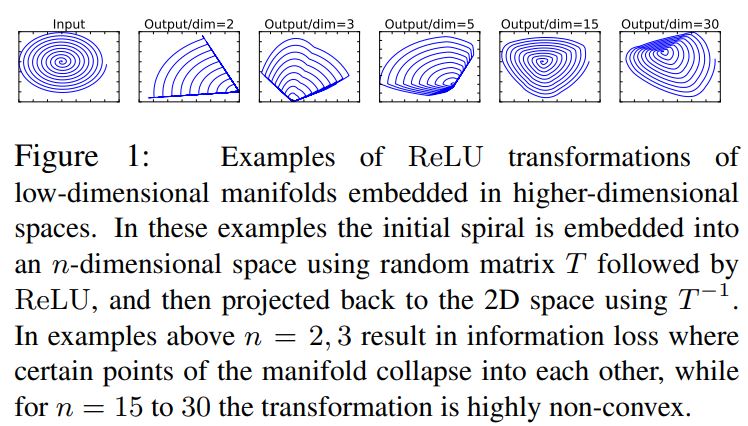 Input Output/dim=2 Output/dim=3 Output/dim=5 Output/dim=15 Output/dim=30
Figure 1: Examples of ReLU transformations of
low-dimensional manifolds embedded in higher-dimensional
spaces. In these examples the initial spiral is embedded into
an n-dimensional space using random matrix T followed by
ReLU, and then projected back to the 2D space using T⁻¹.
In examples above n = 2, 3 result in information loss where
certain points of the manifold collapse into each other, while
for n = 15 to 30 the transformation is highly non-convex.